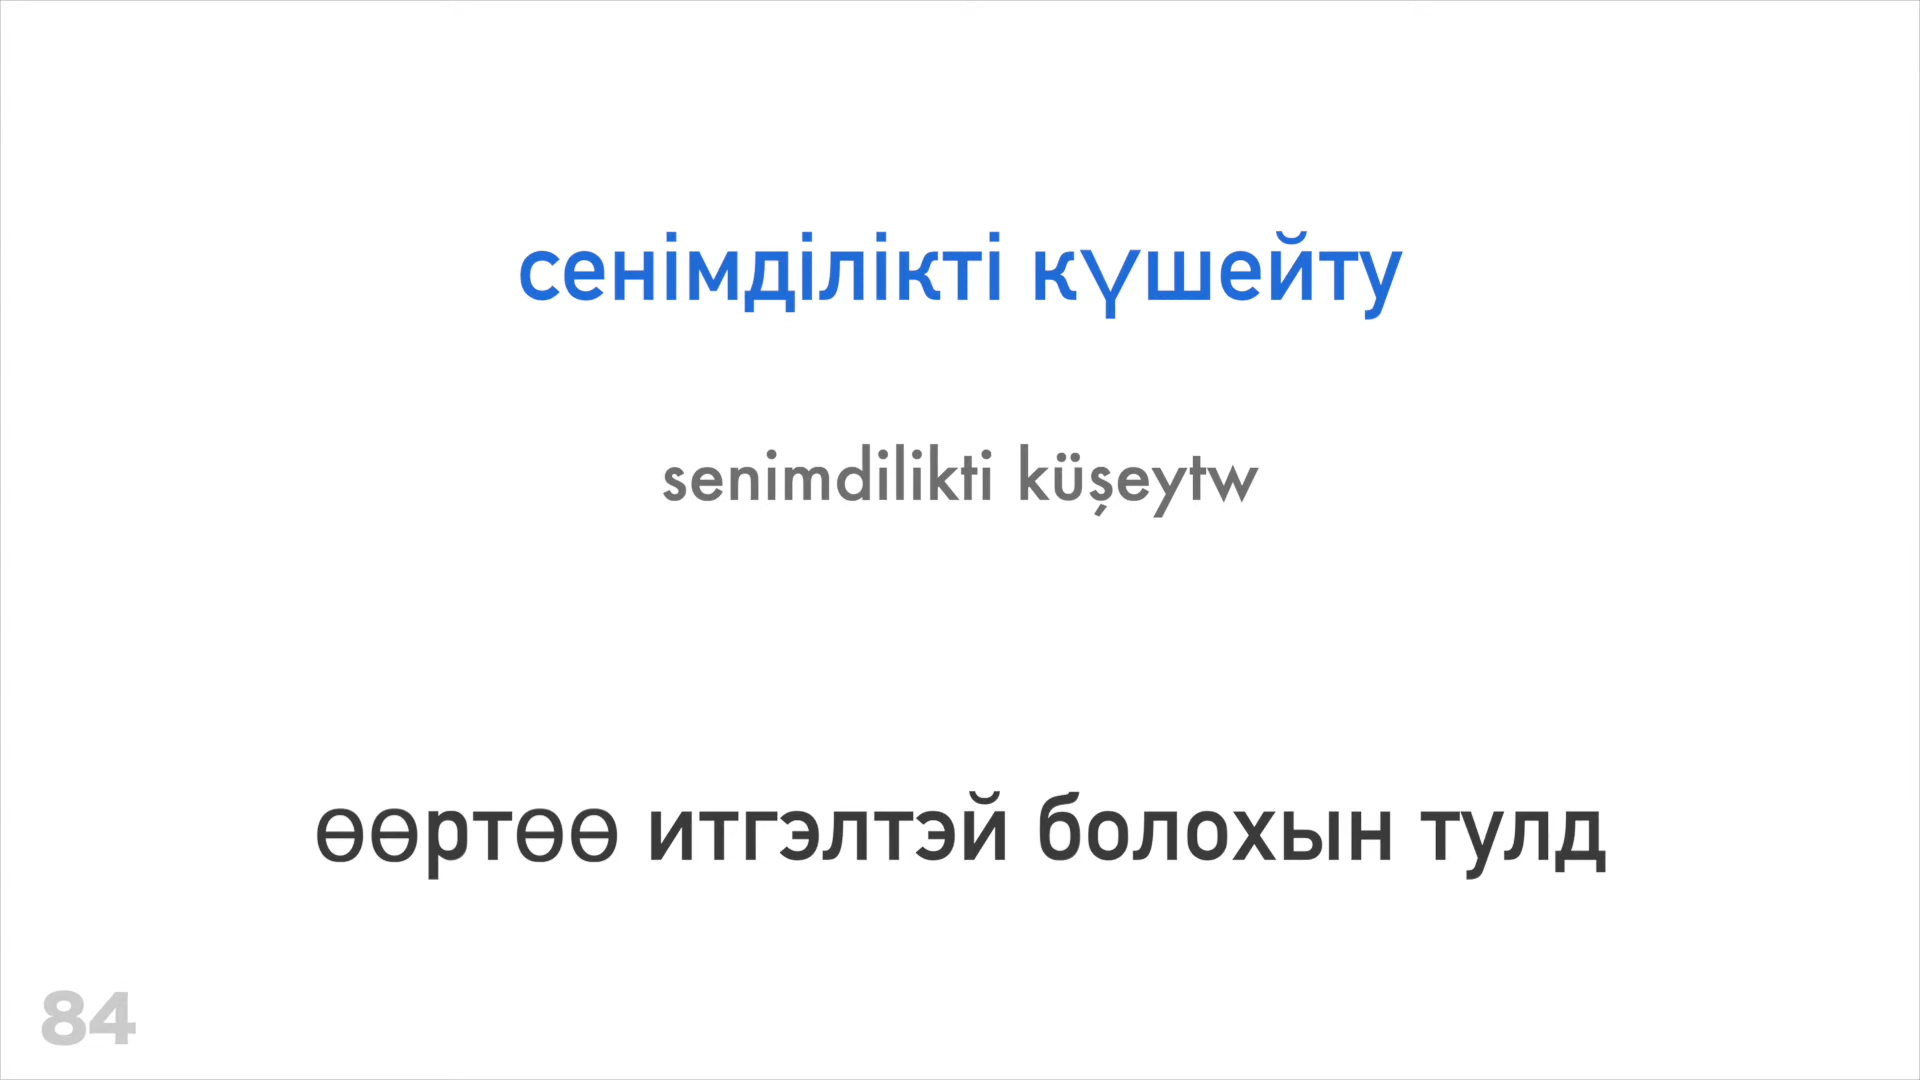 сенімділікті күшейту
senimdilikti küşeytw
өөртөө итгэлтэй болохын тулд
84